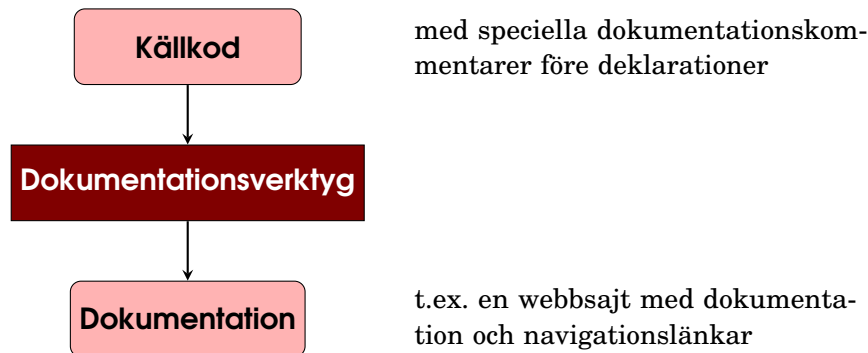 Källkod
med speciella dokumentationskom-
mentarer före deklarationer
Dokumentationsverktyg
Dokumentation
t.ex. en webbsajt med dokumenta-
tion och navigationslänkar